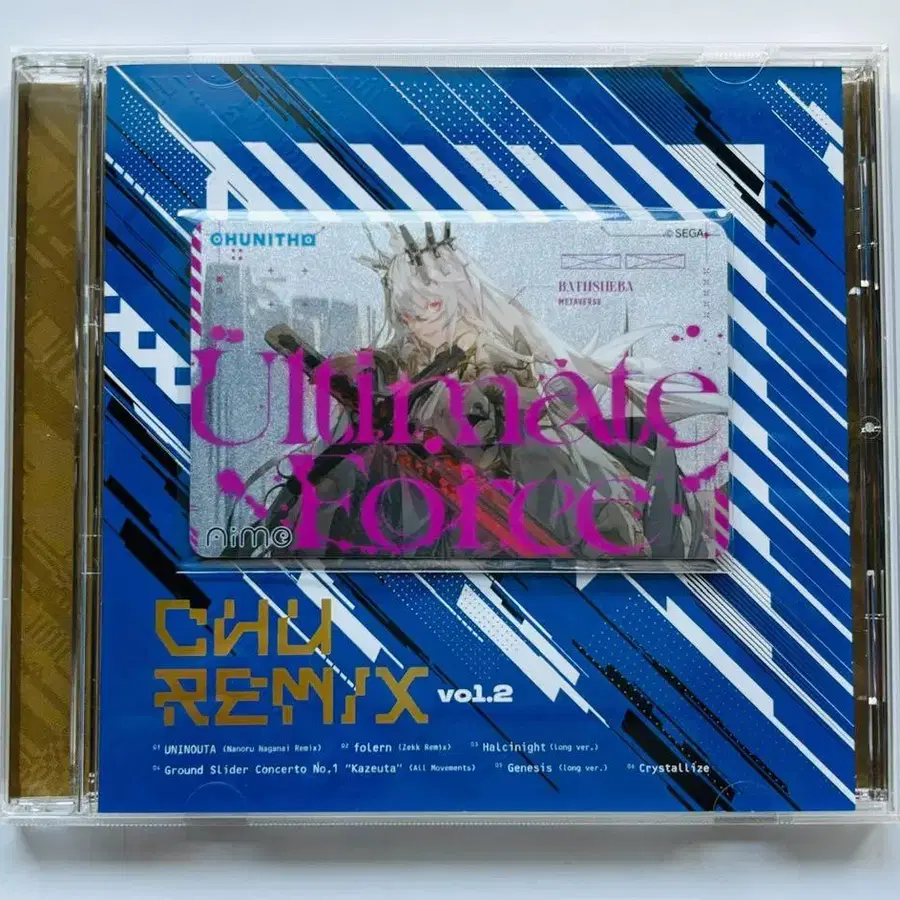 CHUNITHM
© SEGA
BATHSHEBA
METAVERSE
Ultimate
Force
Aime
CHU
REMIX vol.2
01 UNINOUTA (Nanoru Naganei Remix) 02 folern (Zekk Remix) 03 Halcinight (long ver.)
04 Ground Slider Concerto No.1 "Kazeuta" (All Movements) 05 Genesis (long ver.) 06 Crystallize